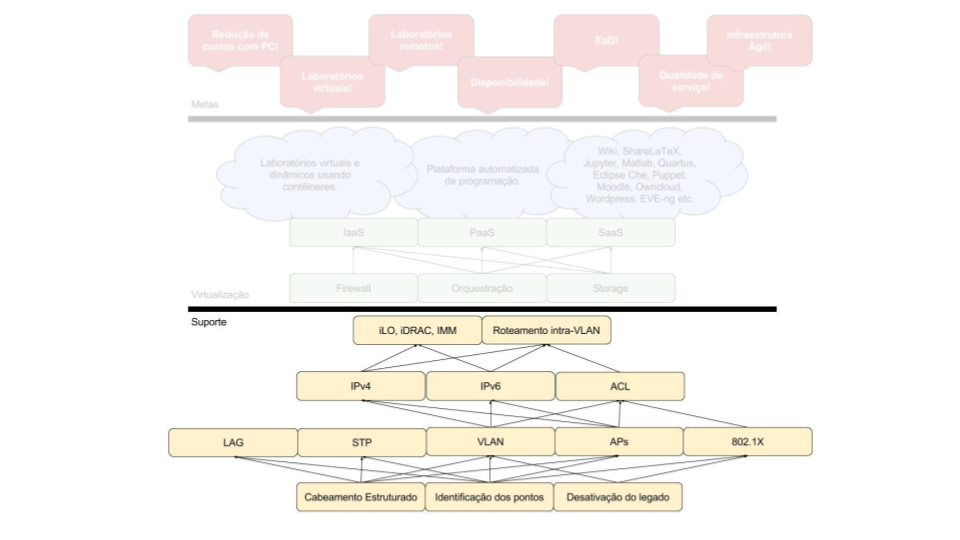 Redução de
custos com PC!
Laboratórios
virtuais!
Laboratórios
remotos!
Disponibilidade!
EaD!
Qualidade de
serviço!
Infraestrutura
Ágil!
Metas
Laboratórios virtuais e
dinâmicos usando
contêineres.
Plataforma automatizada
de programação.
Wiki, ShareLaTeX,
Jupyter, Matlab, Quartus,
Eclipse Che, Puppet,
Moodle, Owncloud,
Wordpress, EVE-ng etc.
IaaS
PaaS
SaaS
Firewall
Orquestração
Storage
Virtualização
Suporte
iLO, iDRAC, IMM
Roteamento intra-VLAN
IPv4
IPv6
ACL
LAG
STP
VLAN
APs
802.1X
Cabeamento Estruturado
Identificação dos pontos
Desativação do legado